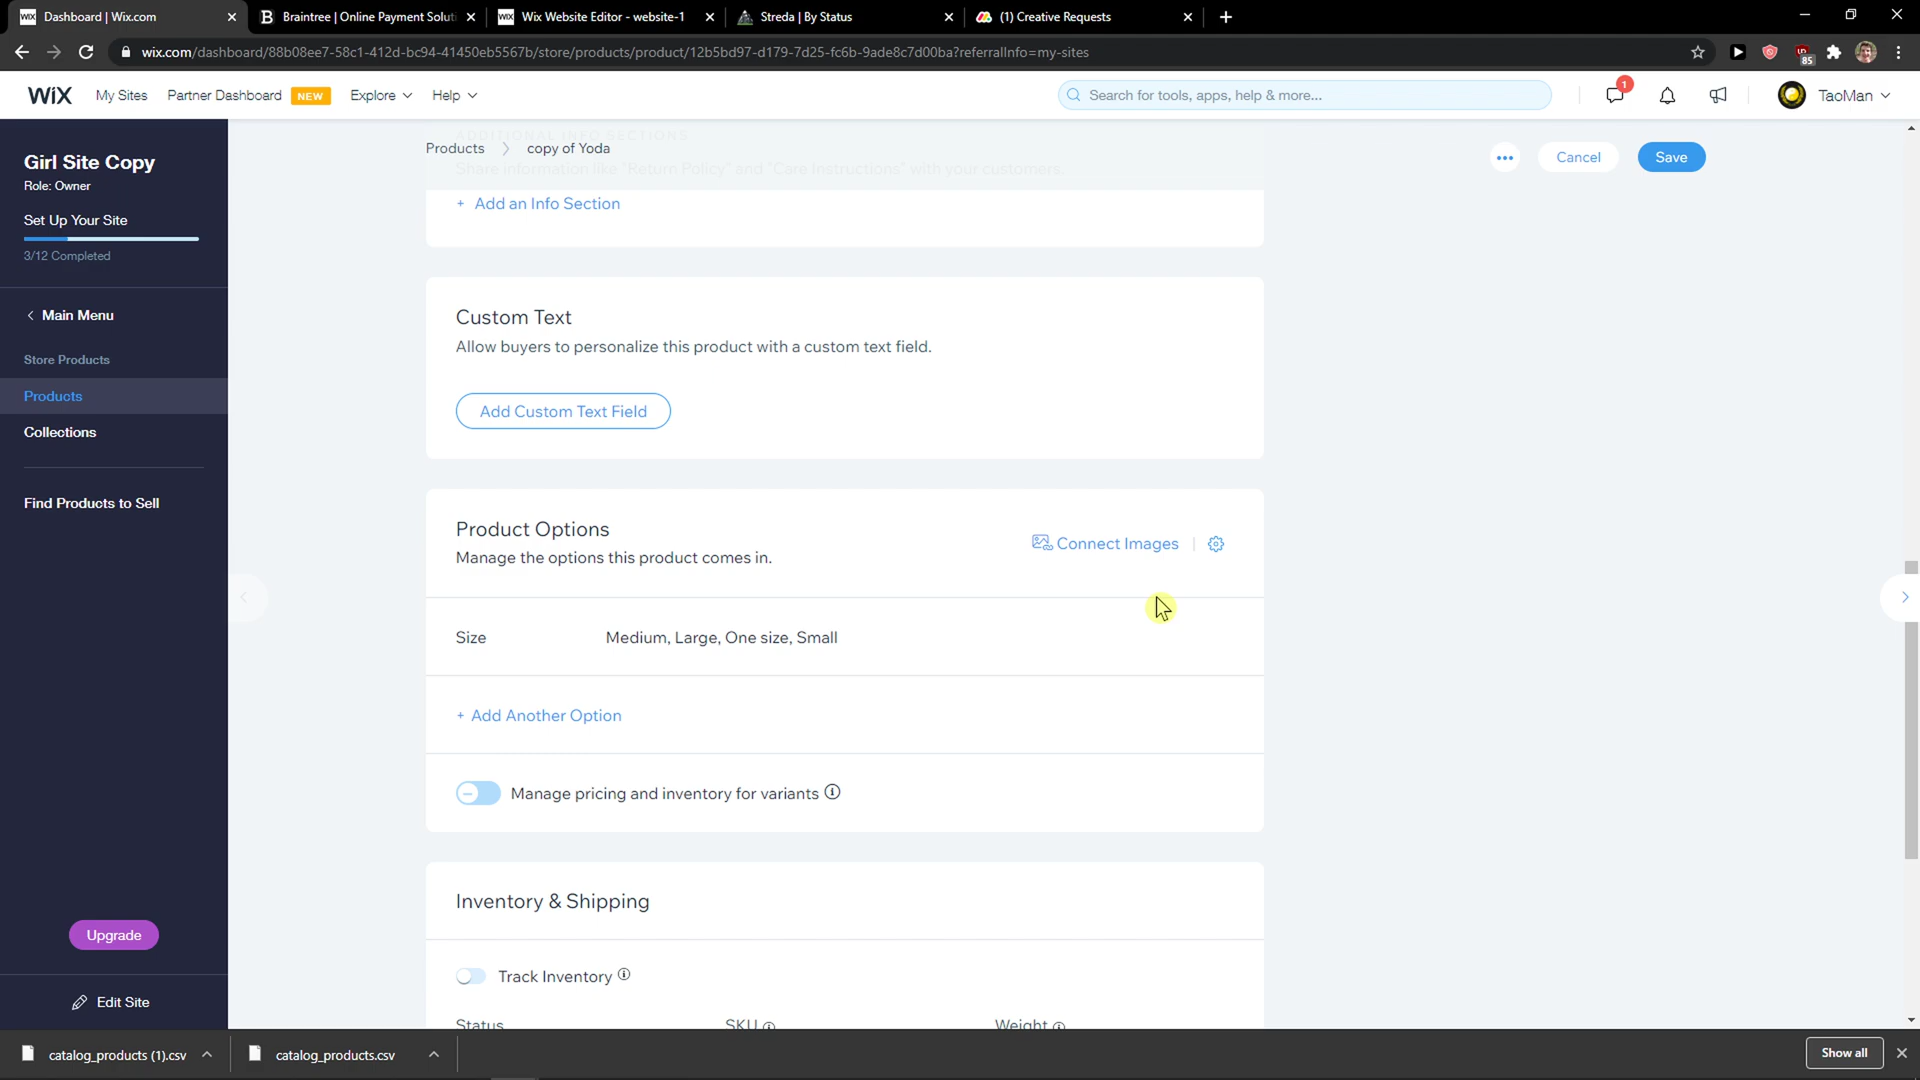 Dashboard | Wix.com
Braintree | Online Payment Soluti
Wix Website Editor - website-1
Streda | By Status
(1) Creative Requests
wix.com/dashboard/88b08ee7-58c1-412d-bc94-41450eb5567b/store/products/product/12b5bd97-d179-7d25-fc6b-9ade8c7d00ba?referralInfo=my-sites
85
WiX
My Sites
Partner Dashboard
NEW
Explore
Help
Search for tools, apps, help & more...
1
TaoMan
Girl Site Copy
Role: Owner
Set Up Your Site
3/12 Completed
Main Menu
Store Products
Products
Collections
Find Products to Sell
Upgrade
Edit Site
ADDITIONAL INFO SECTIONS
Products > copy of Yoda
Share information like "Return Policy" and "Care Instructions" with your customers.
Cancel
Save
+ Add an Info Section
Custom Text
Allow buyers to personalize this product with a custom text field.
Add Custom Text Field
Product Options
Manage the options this product comes in.
Connect Images
Size
Medium, Large, One size, Small
+ Add Another Option
Manage pricing and inventory for variants
Inventory & Shipping
Track Inventory
Status
SKU
Weight
catalog_products (1).csv
catalog_products.csv
Show all